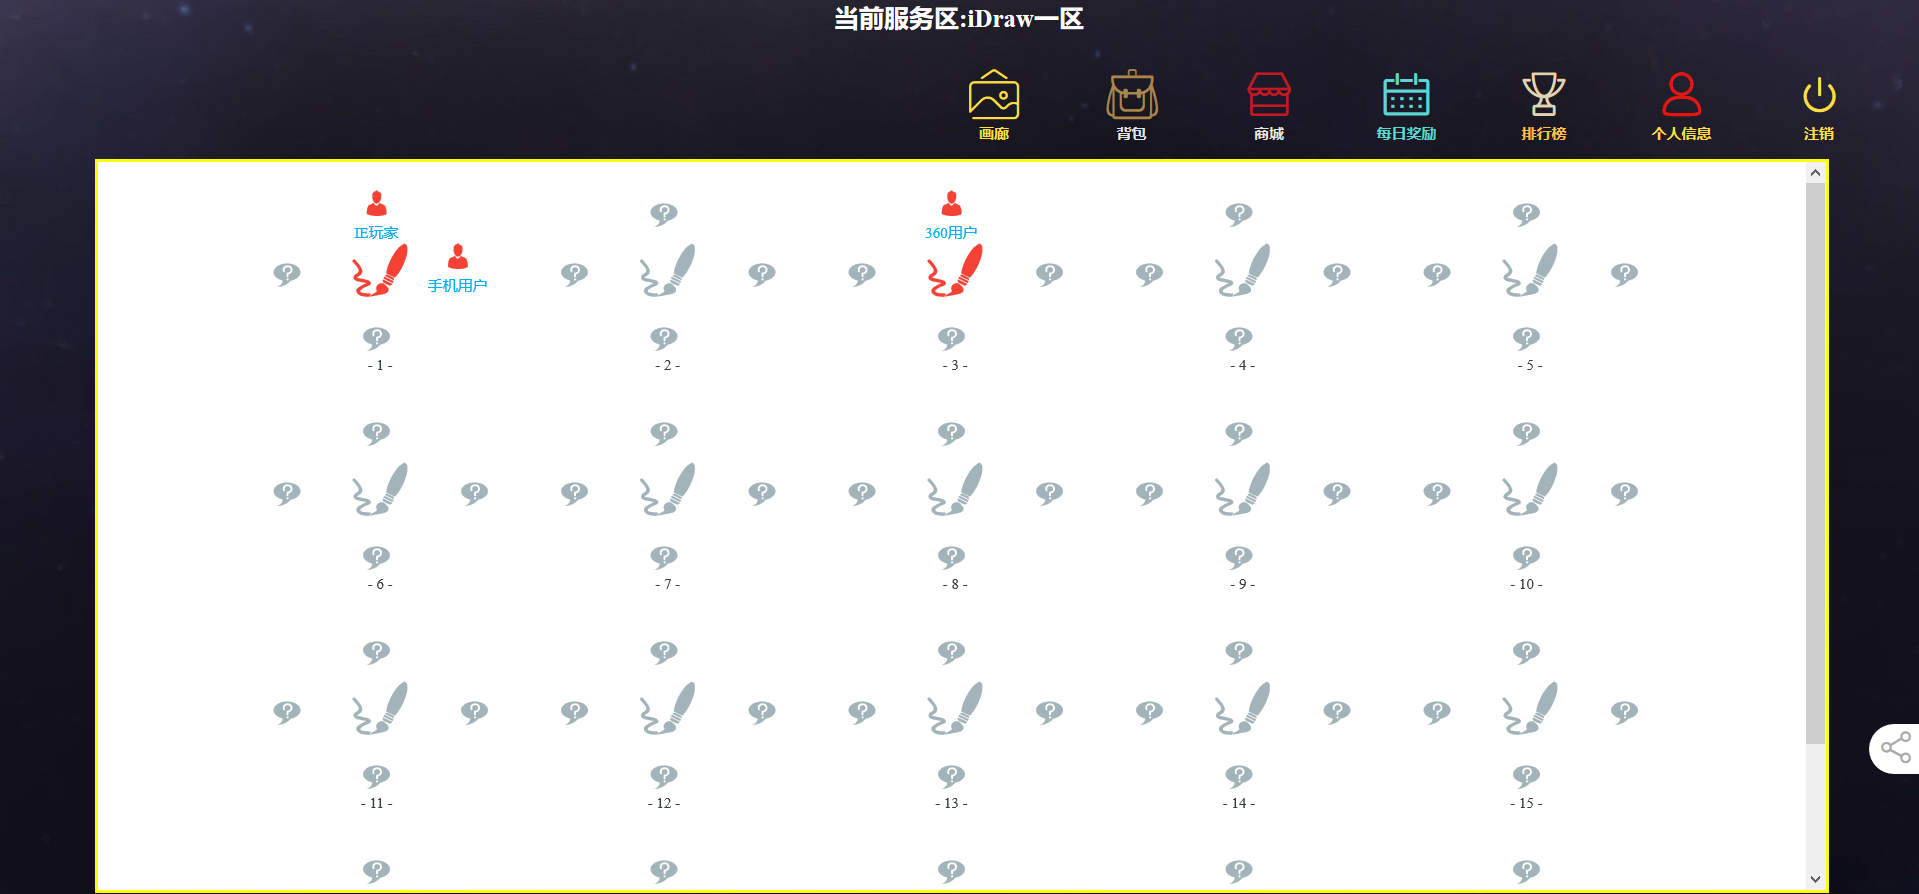 当前服务区:iDraw一区
画廊
背包
商城
每日奖励
排行榜
个人信息
注销
IE玩家
360用户
手机用户
- 1 -
- 2 -
- 3 -
- 4 -
- 5 -
- 6 -
- 7 -
- 8 -
- 9 -
- 10 -
- 11 -
- 12 -
- 13 -
- 14 -
- 15 -